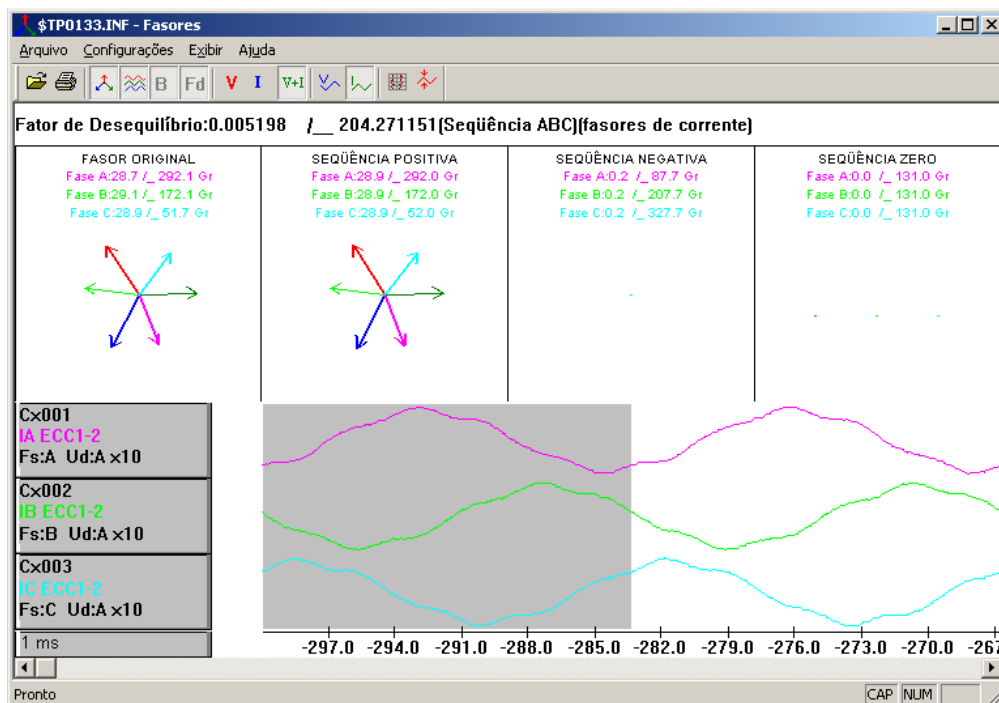 $TP0133.INF - Fasores
Arquivo Configurações Exibir Ajuda
B Fd V I V+I
Fator de Desequilíbrio:0.005198 /__ 204.271151(Seqüência ABC)(fasores de corrente)
FASOR ORIGINAL
Fase A:28.7 /_ 292.1 Gr
Fase B:29.1 /_ 172.1 Gr
Fase C:28.9 /_ 51.7 Gr
SEQÜÊNCIA POSITIVA
Fase A:28.9 /_ 292.0 Gr
Fase B:28.9 /_ 172.0 Gr
Fase C:28.9 /_ 52.0 Gr
SEQÜÊNCIA NEGATIVA
Fase A:0.2 /_ 87.7 Gr
Fase B:0.2 /_ 207.7 Gr
Fase C:0.2 /_ 327.7 Gr
SEQÜÊNCIA ZERO
Fase A:0.0 /_ 131.0 Gr
Fase B:0.0 /_ 131.0 Gr
Fase C:0.0 /_ 131.0 Gr
Cx001
IA ECC1-2
Fs:A Ud:A x10
Cx002
IB ECC1-2
Fs:B Ud:A x10
Cx003
IC ECC1-2
Fs:C Ud:A x10
1 ms
-297.0 -294.0 -291.0 -288.0 -285.0 -282.0 -279.0 -276.0 -273.0 -270.0 -267
Pronto
CAP NUM